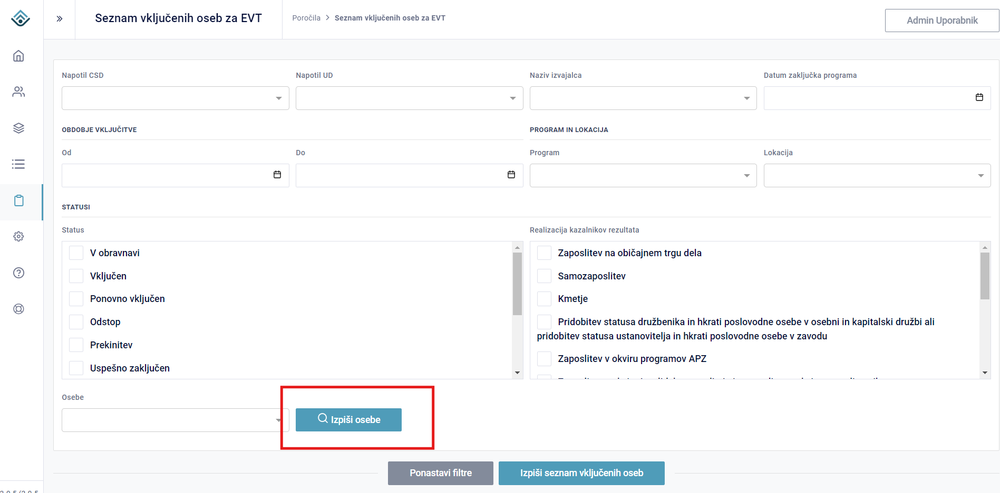 Seznam vključenih oseb za EVT
Poročila > Seznam vključenih oseb za EVT
Admin Uporabnik
Napotil CSD
Napotil UD
Naziv izvajalca
Datum zaključka programa
OBDOBJE VKLJUČITVE
PROGRAM IN LOKACIJA
Od
Do
Program
Lokacija
STATUSI
Status
Realizacija kazalnikov rezultata
V obravnavi
Vključen
Ponovno vključen
Odstop
Prekinitev
Uspešno zaključen
Zaposlitev na običajnem trgu dela
Samozaposlitev
Kmetje
Pridobitev statusa družbenika in hkrati poslovodne osebe v osebni in kapitalski družbi ali
pridobitev statusa ustanovitelja in hkrati poslovodne osebe v zavodu
Zaposlitev v okviru programov APZ
Osebe
Izpiši osebe
Ponastavi filtre
Izpiši seznam vključenih oseb